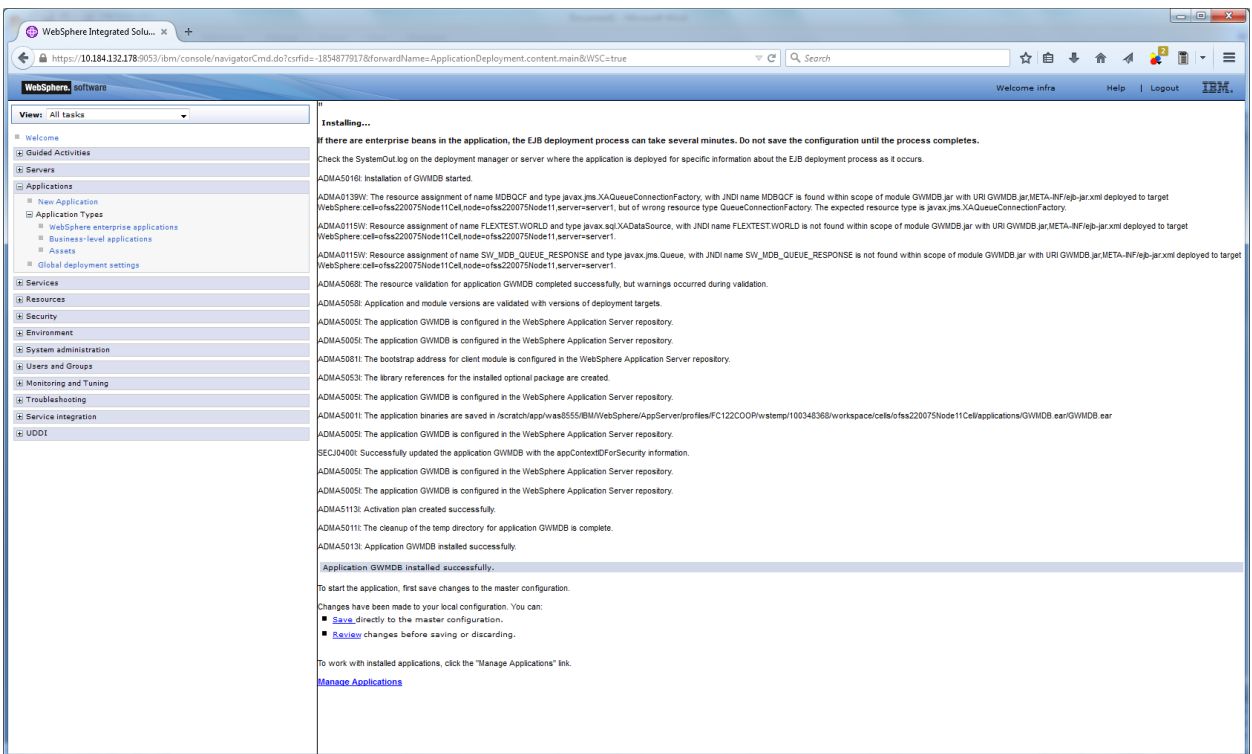 WebSphere Integrated Solu... × +
https://10.184.132.178:9053/ibm/console/navigatorCmd.do?csrfid=-1854877917&forwardName=ApplicationDeployment.content.main&WSC=true
Search
2
WebSphere. software
Welcome infra
Help | Logout
IBM.
View: All tasks
Welcome
Guided Activities
Servers
Applications
New Application
Application Types
WebSphere enterprise applications
Business-level applications
Assets
Global deployment settings
Services
Resources
Security
Environment
System administration
Users and Groups
Monitoring and Tuning
Troubleshooting
Service integration
UDDI
"
Installing...
If there are enterprise beans in the application, the EJB deployment process can take several minutes. Do not save the configuration until the process completes.
Check the SystemOut.log on the deployment manager or server where the application is deployed for specific information about the EJB deployment process as it occurs.
ADMA5016I: Installation of GWMDB started.
ADMA0139W: The resource assignment of name MDBQCF and type javax.jms.XAQueueConnectionFactory, with JNDI name MDBQCF is found within scope of module GWMDB.jar with URI GWMDB.jar,META-INF/ejb-jar.xml deployed to target
WebSphere:cell=ofss220075Node11Cell,node=ofss220075Node11,server=server1, but of wrong resource type QueueConnectionFactory. The expected resource type is javax.jms.XAQueueConnectionFactory.
ADMA0115W: Resource assignment of name FLEXTEST.WORLD and type javax.sql.XADataSource, with JNDI name FLEXTEST.WORLD is not found within scope of module GWMDB.jar with URI GWMDB.jar,META-INF/ejb-jar.xml deployed to target
WebSphere:cell=ofss220075Node11Cell,node=ofss220075Node11,server=server1.
ADMA0115W: Resource assignment of name SW_MDB_QUEUE_RESPONSE and type javax.jms.Queue, with JNDI name SW_MDB_QUEUE_RESPONSE is not found within scope of module GWMDB.jar with URI GWMDB.jar,META-INF/ejb-jar.xml deployed to target
WebSphere:cell=ofss220075Node11Cell,node=ofss220075Node11,server=server1.
ADMA5068I: The resource validation for application GWMDB completed successfully, but warnings occurred during validation.
ADMA5058I: Application and module versions are validated with versions of deployment targets.
ADMA5005I: The application GWMDB is configured in the WebSphere Application Server repository.
ADMA5005I: The application GWMDB is configured in the WebSphere Application Server repository.
ADMA5081I: The bootstrap address for client module is configured in the WebSphere Application Server repository.
ADMA5053I: The library references for the installed optional package are created.
ADMA5005I: The application GWMDB is configured in the WebSphere Application Server repository.
ADMA5001I: The application binaries are saved in /scratch/app/was8555/IBM/WebSphere/AppServer/profiles/FC122COOP/wstemp/100348368/workspace/cells/ofss220075Node11Cell/applications/GWMDB.ear/GWMDB.ear
ADMA5005I: The application GWMDB is configured in the WebSphere Application Server repository.
SECJ0400I: Successfully updated the application GWMDB with the appContextIDForSecurity information.
ADMA5005I: The application GWMDB is configured in the WebSphere Application Server repository.
ADMA5005I: The application GWMDB is configured in the WebSphere Application Server repository.
ADMA5113I: Activation plan created successfully.
ADMA5011I: The cleanup of the temp directory for application GWMDB is complete.
ADMA5013I: Application GWMDB installed successfully.
Application GWMDB installed successfully.
To start the application, first save changes to the master configuration.
Changes have been made to your local configuration. You can:
Save directly to the master configuration.
Review changes before saving or discarding.
To work with installed applications, click the "Manage Applications" link.
Manage Applications